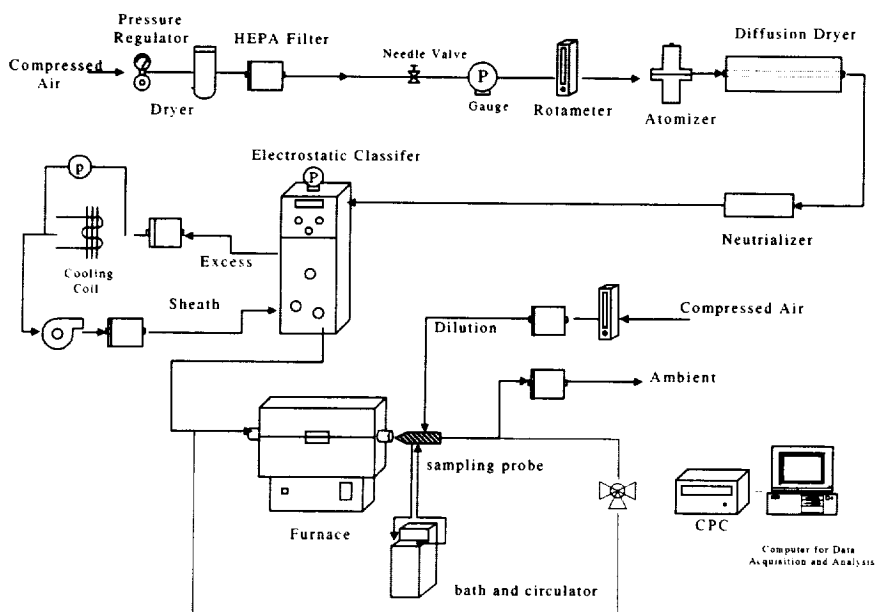 Pressure
Regulator
HEPA Filter
Needle Valve
Diffusion Dryer
Compressed
Air
P
Dryer
Gauge
Rotameter
Atomizer
Electrostatic Classifer
P
p
Neutrializer
Excess
Cooling
Coil
Sheath
Compressed Air
Dilution
Ambient
sampling probe
Furnace
CPC
bath and circulator
Computer for Data
Acquisition and Analysis